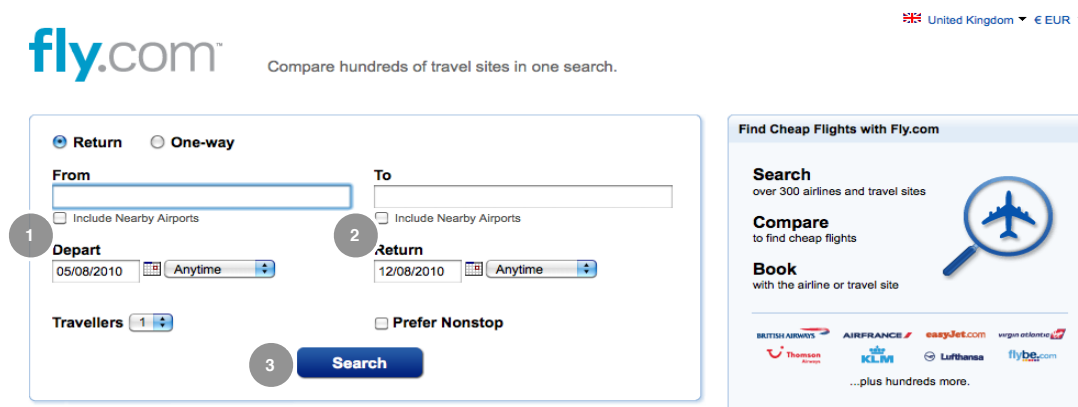 United Kingdom € EUR
fly.com™
Compare hundreds of travel sites in one search.
Return One-way
From To
Include Nearby Airports Include Nearby Airports
1 2
Depart Return
05/08/2010 Anytime 12/08/2010 Anytime
Travellers 1 Prefer Nonstop
3 Search
Find Cheap Flights with Fly.com
Search
over 300 airlines and travel sites
Compare
to find cheap flights
Book
with the airline or travel site
BRITISH AIRWAYS AIRFRANCE easyJet.com virgin atlantic
Thomson Airways KLM Lufthansa flybe.com
...plus hundreds more.